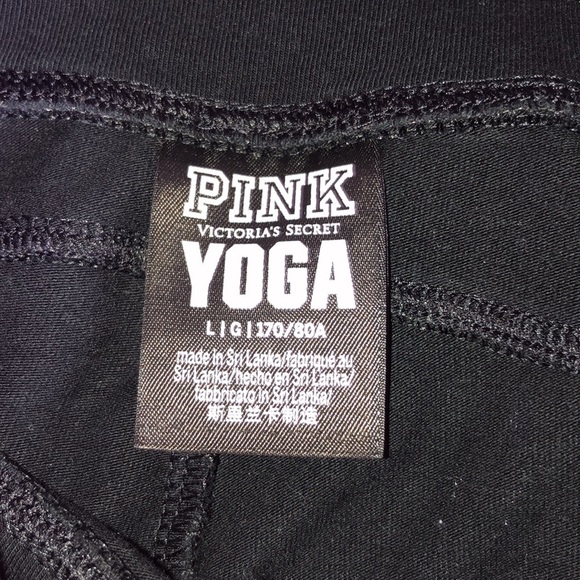 PINK
VICTORIA'S SECRET
YOGA
L | G | 170/80A
made in Sri Lanka/fabriqué au
Sri Lanka/hecho en Sri Lanka/
fabbricato in Sri Lanka/
斯里兰卡制造